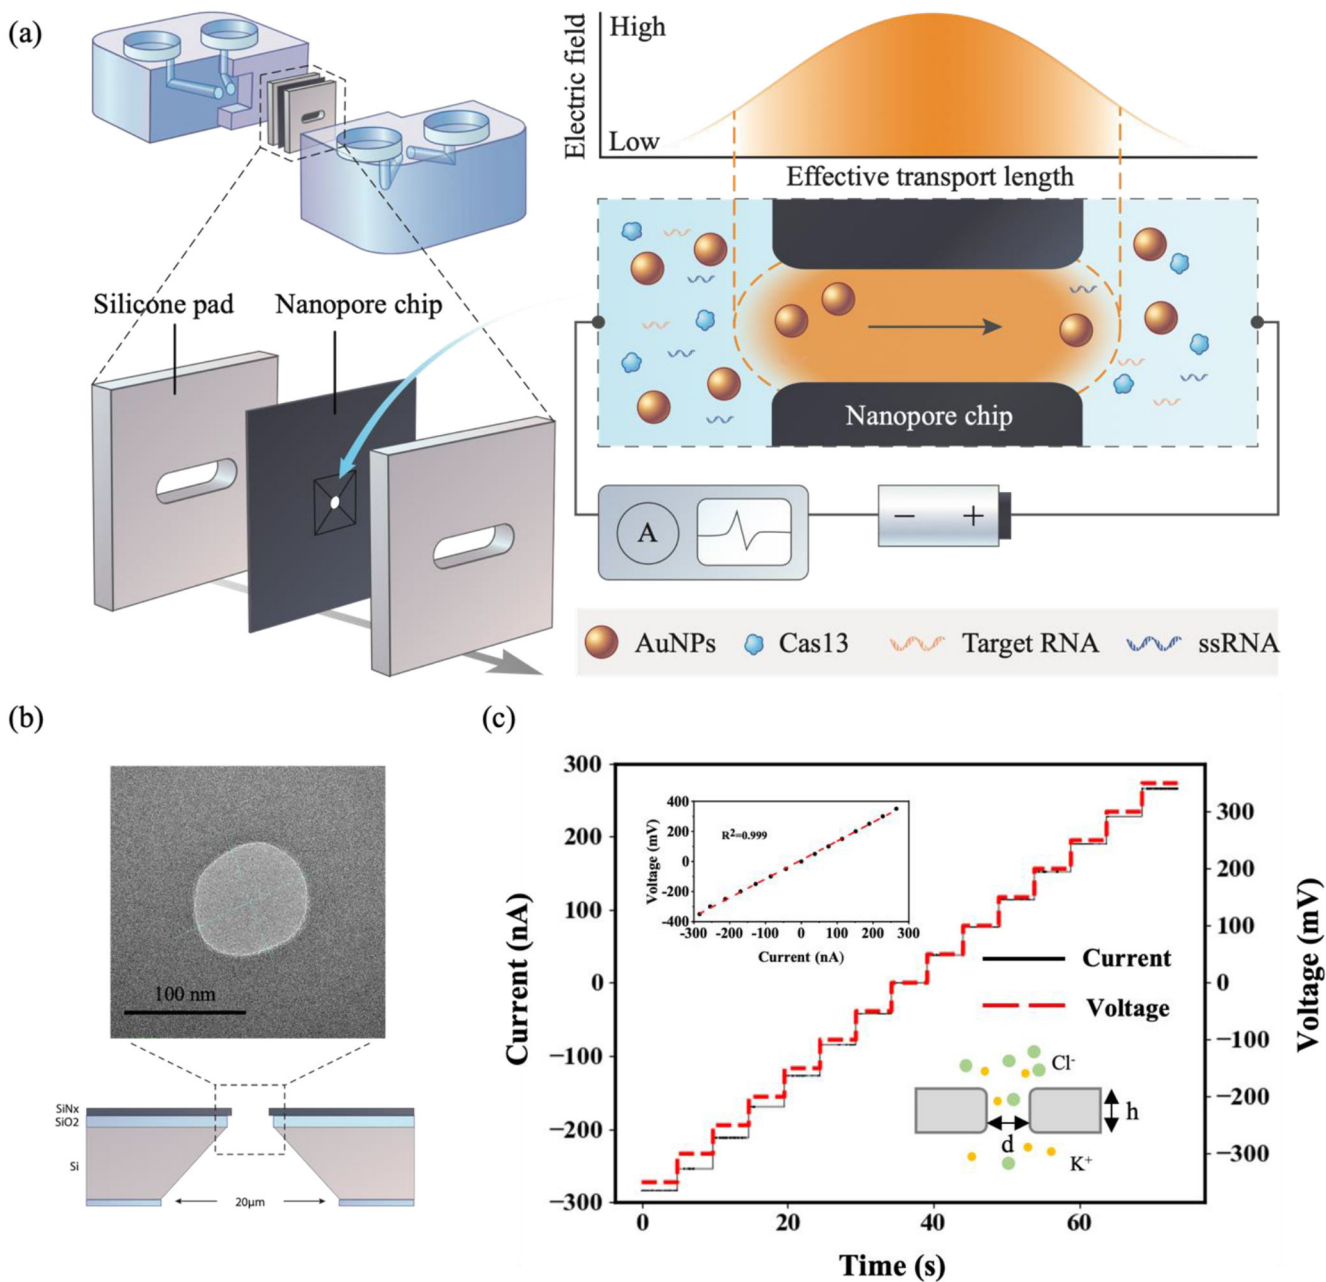 (a)
High
Low
Electric field
Effective transport length
Silicone pad
Nanopore chip
Nanopore chip
A
− +
AuNPs
Cas13
Target RNA
ssRNA
(b)
100 nm
SiNx
SiO2
Si
20μm
(c)
300
200
100
0
−100
−200
−300
Current (nA)
0 20 40 60
Time (s)
300
200
100
0
−100
−200
−300
Voltage (mV)
400
200
0
-200
-400
Voltage (mV)
R²=0.999
-300 -200 -100 0 100 200 300
Current (nA)
Current
Voltage
Cl⁻
h
d
K⁺